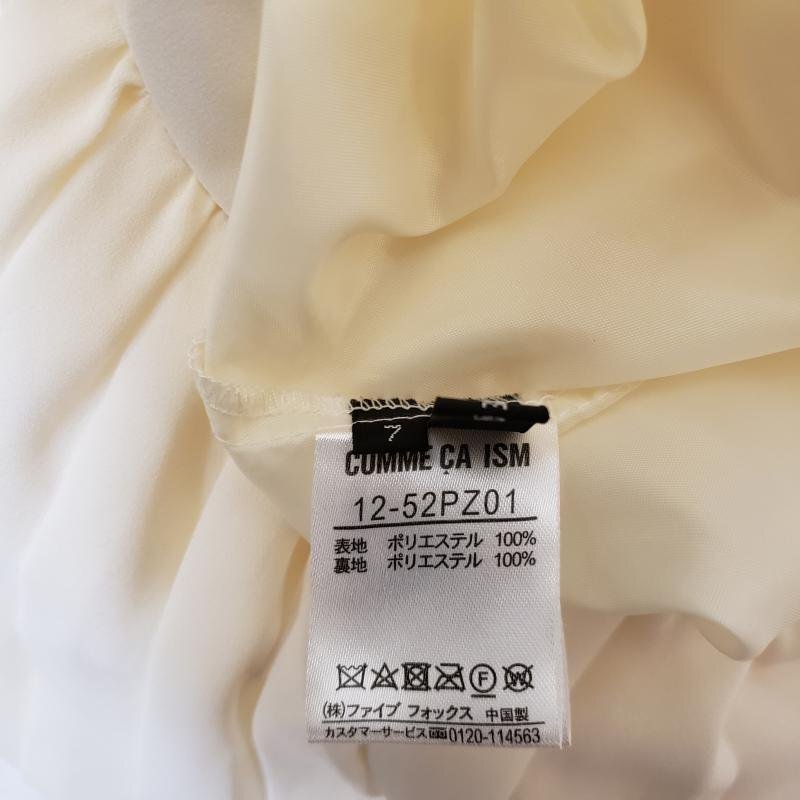 7
COMME ÇA ISM
12-52PZ01
表地 ポリエステル 100%
裏地 ポリエステル 100%
F W
(株)ファイブ フォックス 中国製
カスタマーサービス 0120-114563